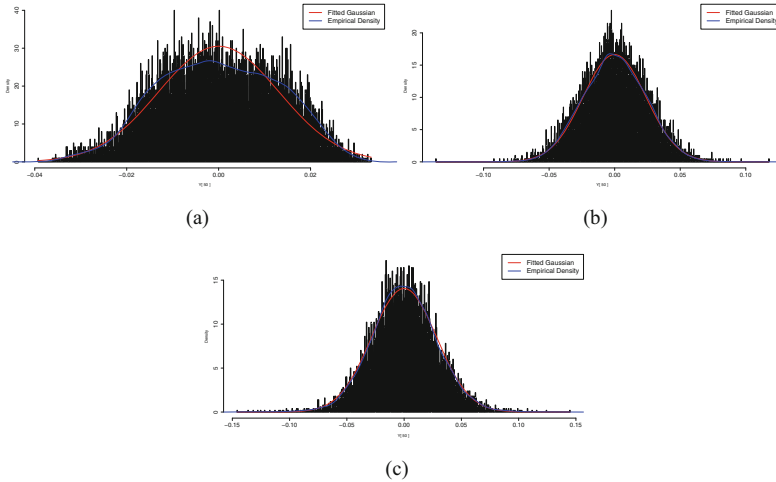 Fitted Gaussian
Empirical Density
Density
0 10 20 30 40
−0.04 −0.02 0.00 0.02
(a)
Fitted Gaussian
Empirical Density
Density
0 5 10 15 20
−0.10 −0.05 0.00 0.05 0.10
(b)
Fitted Gaussian
Empirical Density
Density
0 5 10 15
−0.15 −0.10 −0.05 0.00 0.05 0.10 0.15
(c)